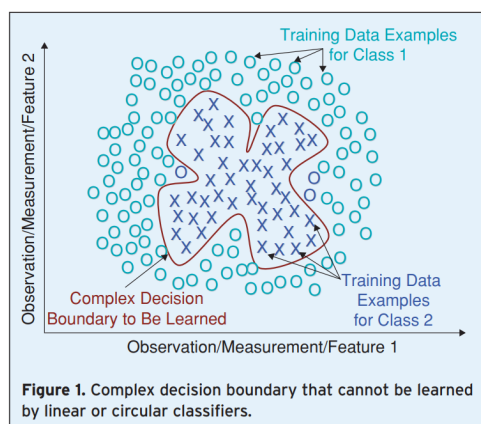 Training Data Examples
for Class 1
Observation/Measurement/Feature 2
Complex Decision
Boundary to Be Learned
Training Data
Examples
for Class 2
Observation/Measurement/Feature 1
Figure 1. Complex decision boundary that cannot be learned
by linear or circular classifiers.